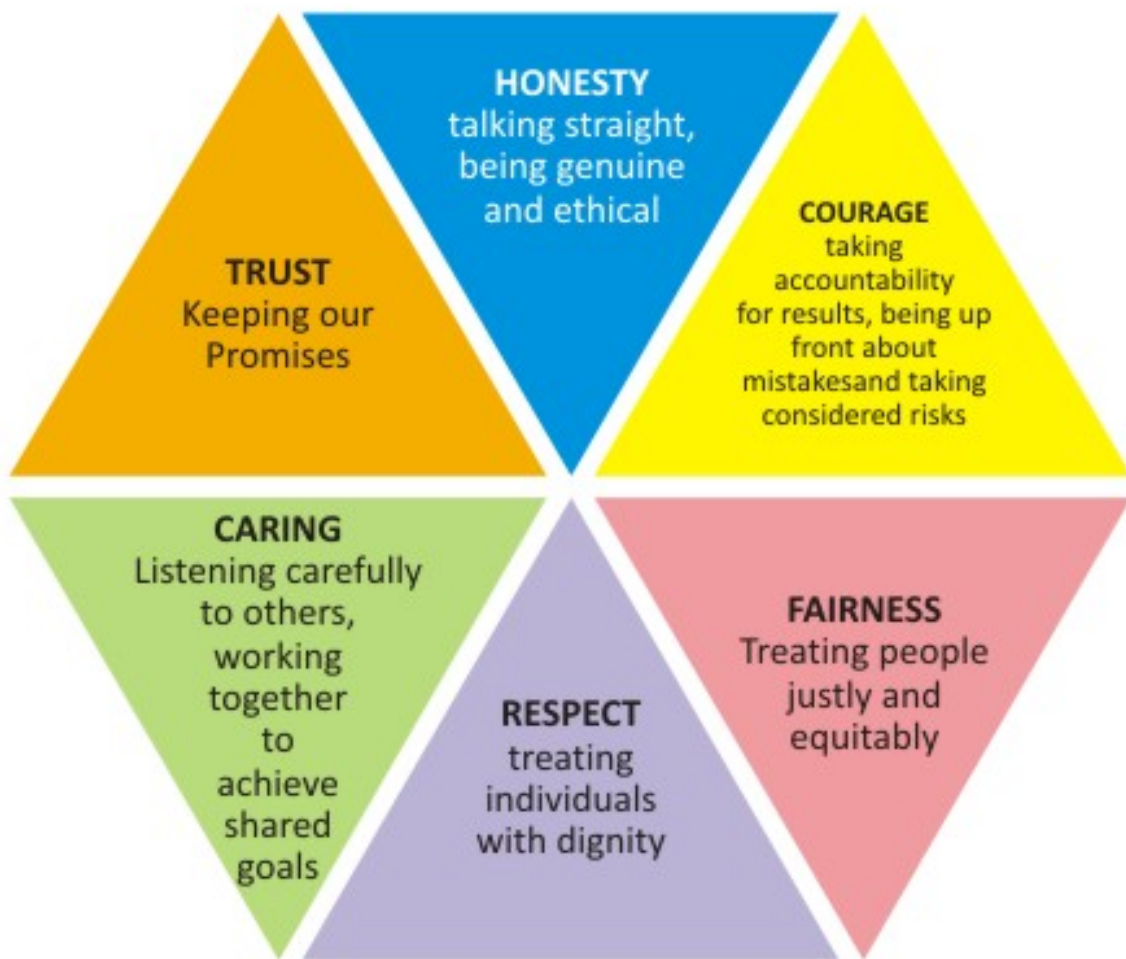 TRUST
Keeping our
Promises
HONESTY
talking straight,
being genuine
and ethical
COURAGE
taking
accountability
for results, being up
front about
mistakesand taking
considered risks
CARING
Listening carefully
to others,
working
together
to
achieve
shared
goals
RESPECT
treating
individuals
with dignity
FAIRNESS
Treating people
justly and
equitably